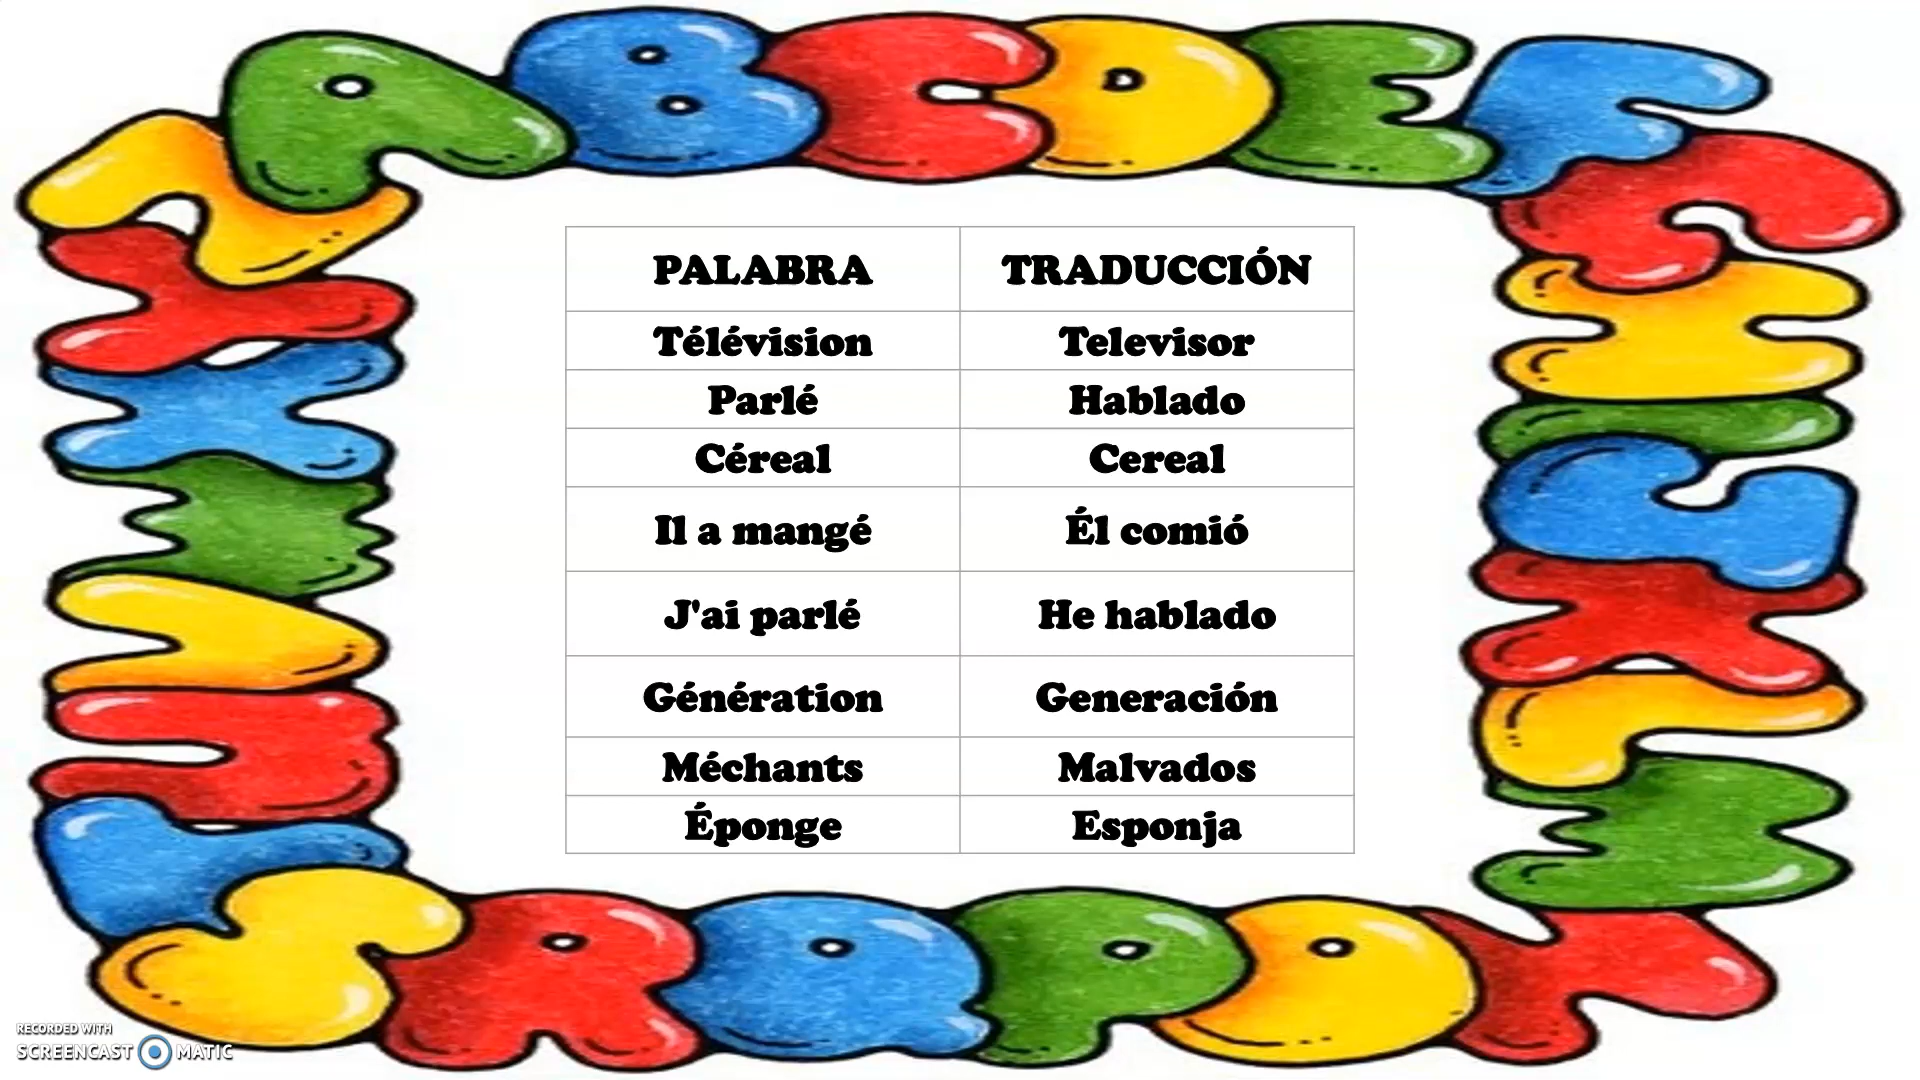 PALABRA TRADUCCIÓN
Télévision Televisor
Parlé Hablado
Céreal Cereal
Il a mangé Él comió
J'ai parlé He hablado
Génération Generación
Méchants Malvados
Éponge Esponja
A B C D E F
G H I J K L M
N O P Q R S
T U V W X Y Z
RECORDED WITH
SCREENCAST MATIC